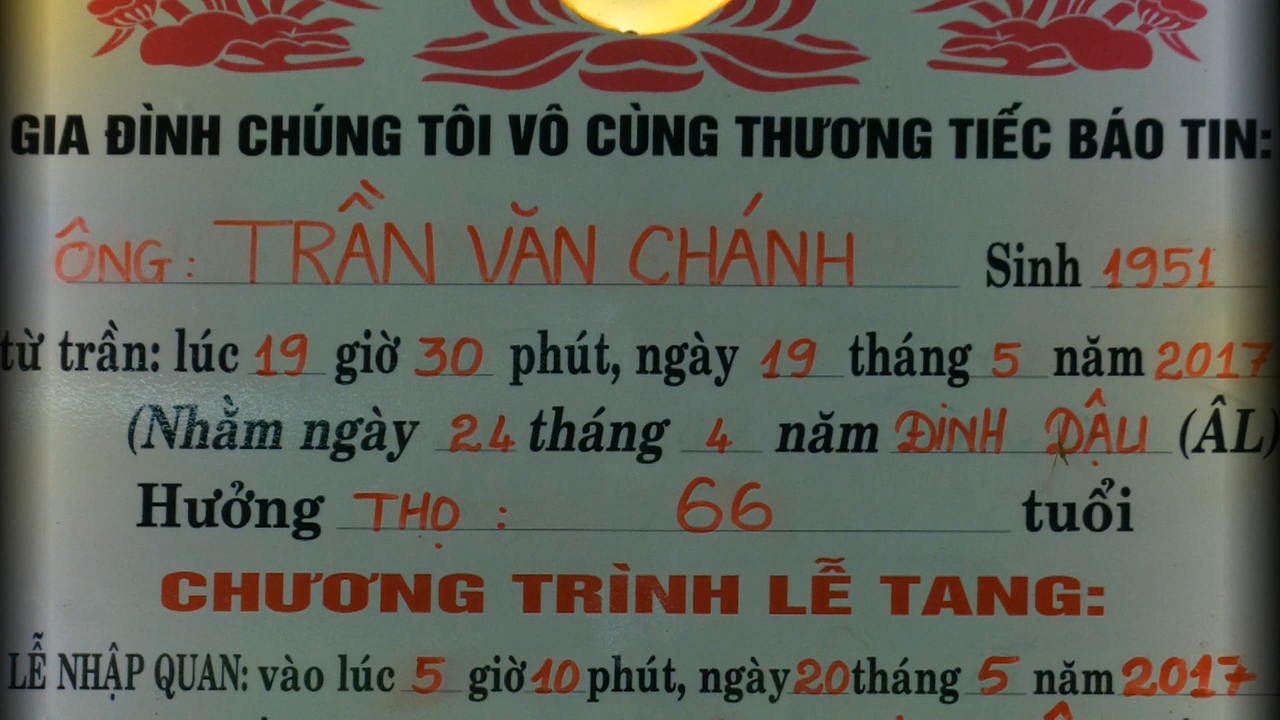 GIA ĐÌNH CHÚNG TÔI VÔ CÙNG THƯƠNG TIẾC BÁO TIN:
ÔNG: TRẦN VĂN CHÁNH Sinh 1951
từ trần: lúc 19 giờ 30 phút, ngày 19 tháng 5 năm 2017
(Nhằm ngày 24 tháng 4 năm ĐINH DẬU (ÂL)
Hưởng THỌ : 66 tuổi
CHƯƠNG TRÌNH LỄ TANG:
LỄ NHẬP QUAN: vào lúc 5 giờ 10 phút, ngày 20 tháng 5 năm 2017